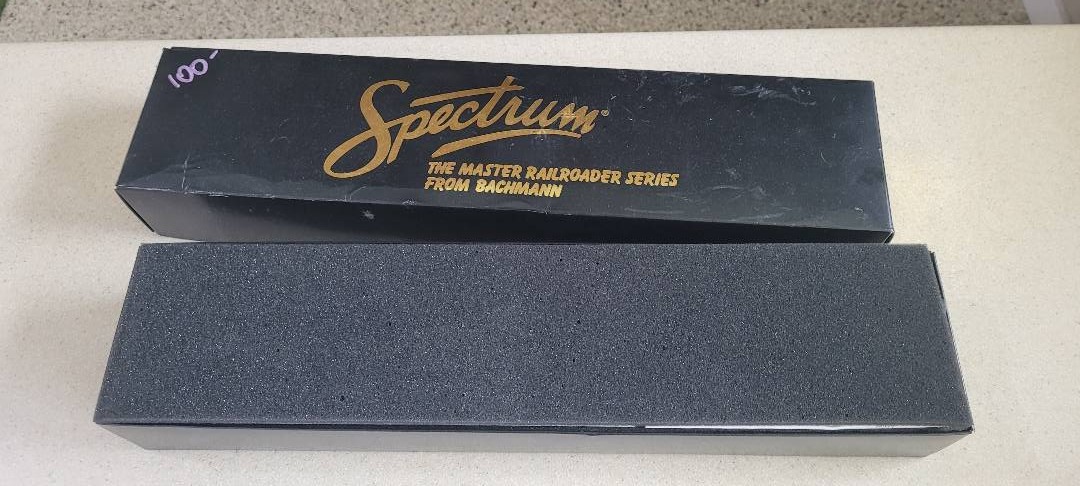 100-
Spectrum®
THE MASTER RAILROADER SERIES
FROM BACHMANN